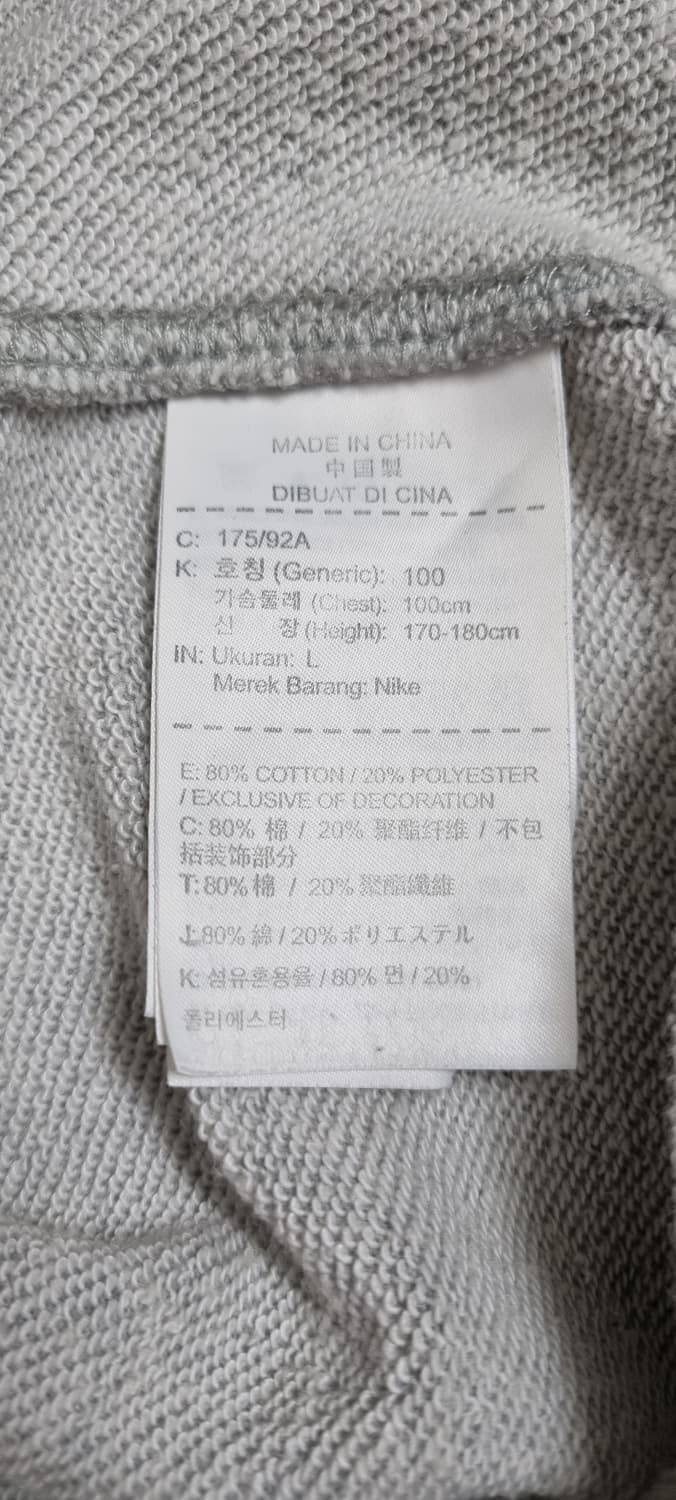 MADE IN CHINA
中国製
DIBUAT DI CINA
C: 175/92A
K: 호칭 (Generic): 100
가슴둘레 (Chest): 100cm
신 장 (Height): 170-180cm
IN: Ukuran: L
Merek Barang: Nike
E: 80% COTTON / 20% POLYESTER
/ EXCLUSIVE OF DECORATION
C: 80% 棉 / 20% 聚酯纤维 / 不包
括装饰部分
T: 80% 棉 / 20% 聚酯纖維
J: 80% 綿 / 20% ポリエステル
K: 섬유혼용율 / 80% 면 / 20%
폴리에스터